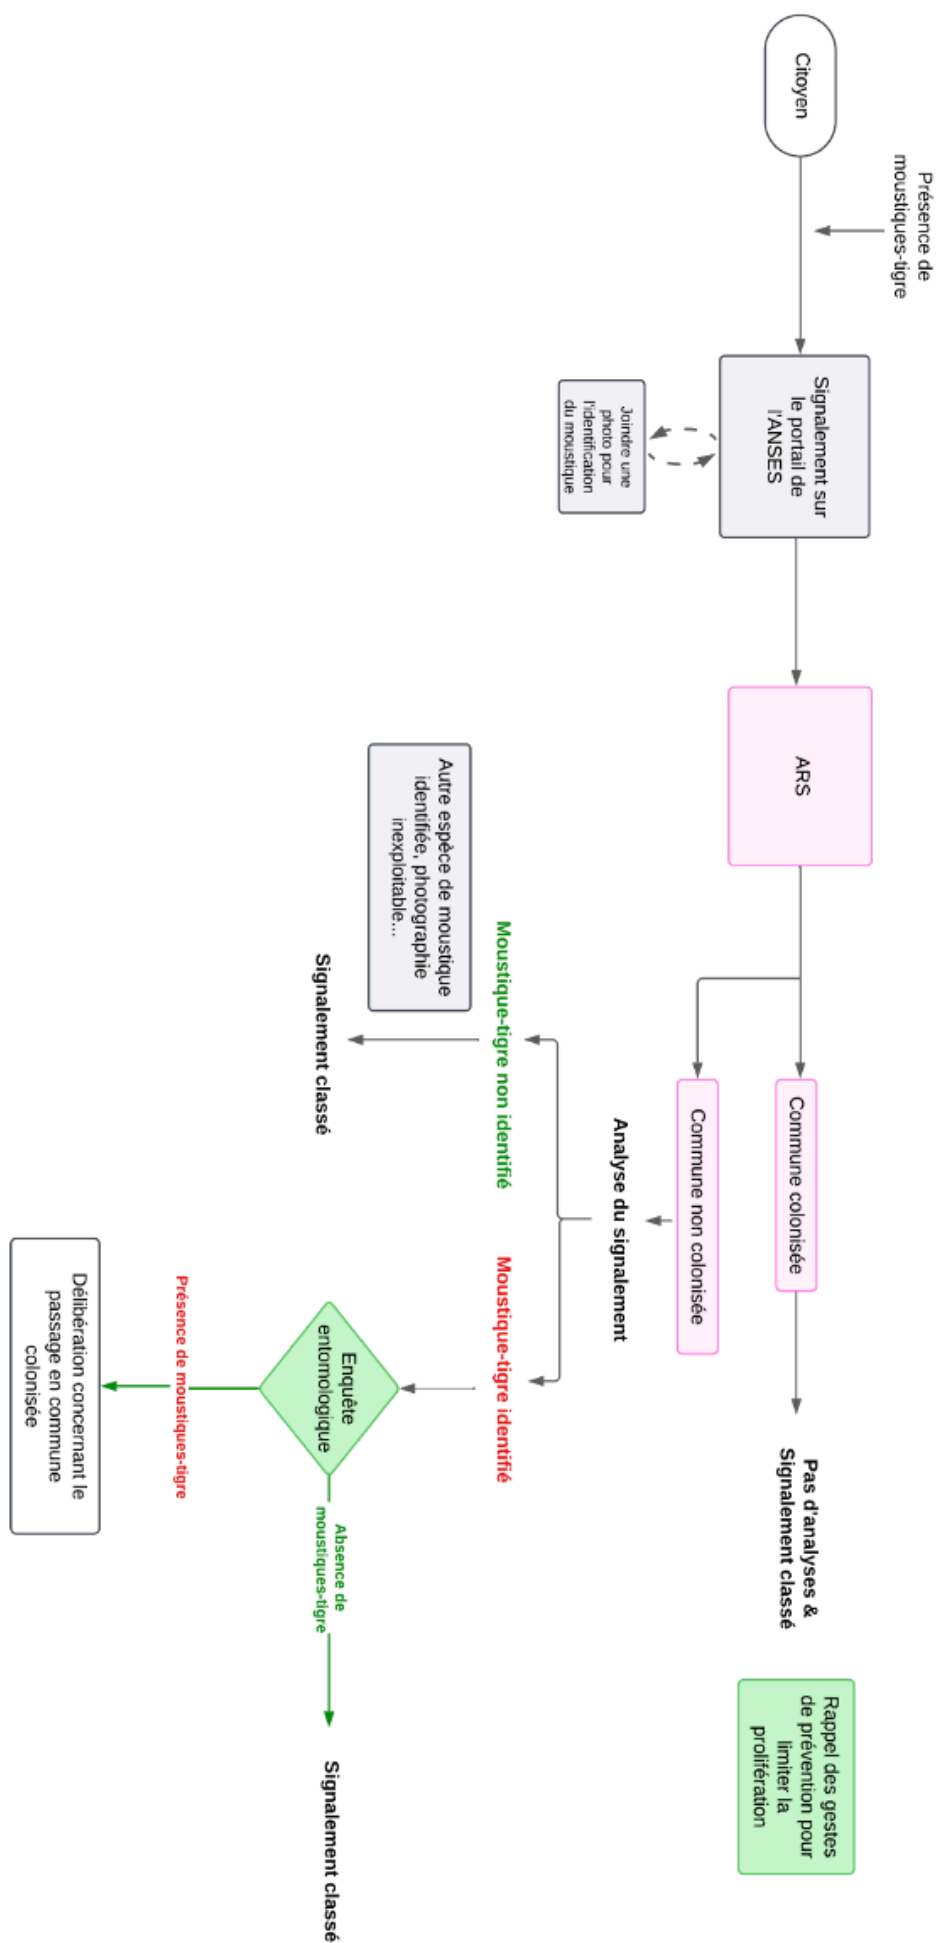 Citoyen
Présence de
moustiques-tigre
Signalement sur
le portail de
l'ANSES
Joindre une
photo pour
l'identification
du moustique
ARS
Commune colonisée
Pas d'analyses &
Signalement classé
Rappel des gestes
de prévention pour
limiter la
prolifération
Commune non colonisée
Analyse du signalement
Moustique-tigre non identifié
Autre espèce de moustique
identifiée, photographie
inexploitable...
Signalement classé
Moustique-tigre identifié
Enquête
entomologique
Absence de
moustiques-tigre
Signalement classé
Présence de moustiques-tigre
Délibération concernant le
passage en commune
colonisée